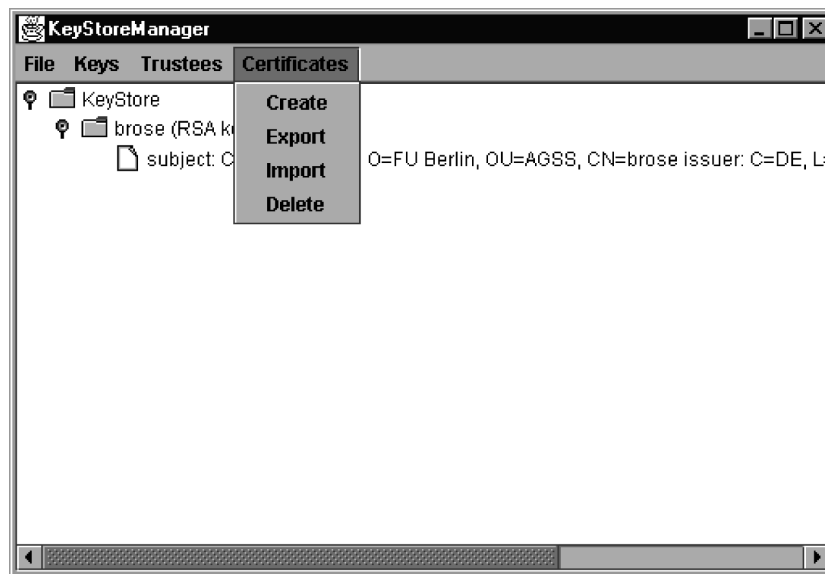 KeyStoreManager
File Keys Trustees Certificates
KeyStore
brose (RSA k
subject: C O=FU Berlin, OU=AGSS, CN=brose issuer: C=DE, L
Create
Export
Import
Delete